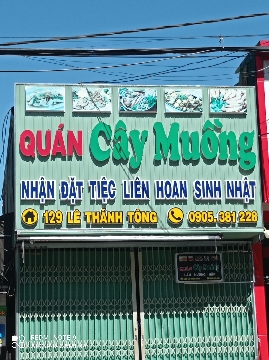 QUÁN Cây Muồng
NHẬN ĐẶT TIỆC LIÊN HOAN SINH NHẬT
129 LÊ THÁNH TÔNG 0905.381.228